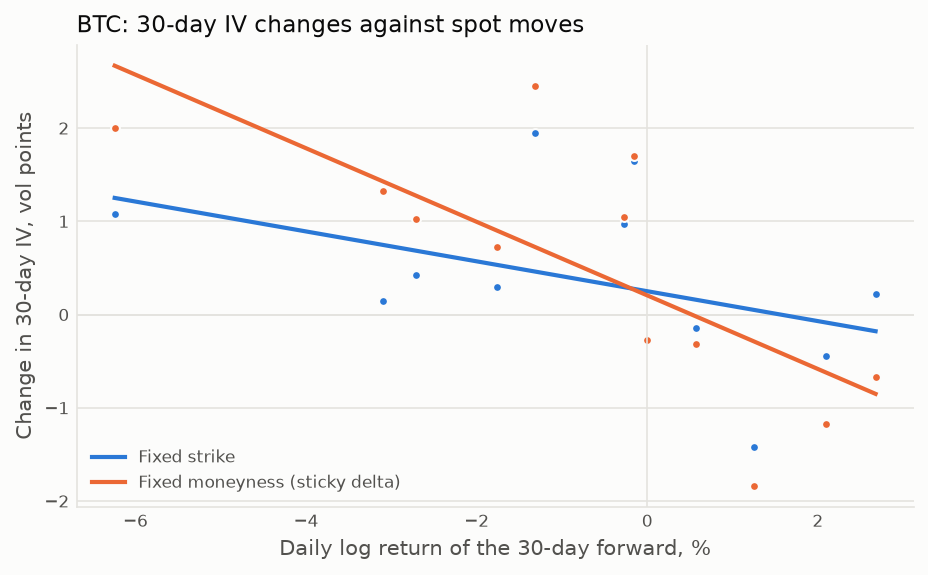 BTC: 30-day IV changes against spot moves
Change in 30-day IV, vol points
2
1
0
−1
−2
Fixed strike
Fixed moneyness (sticky delta)
−6
−4
−2
0
2
Daily log return of the 30-day forward, %